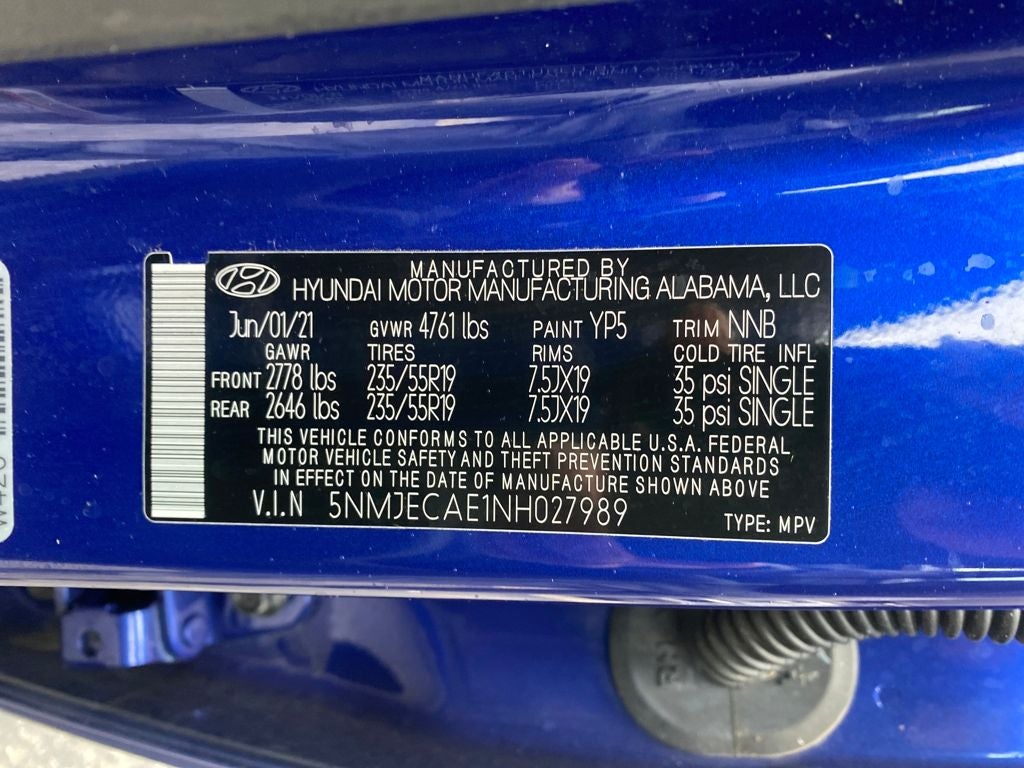 MANUFACTURED BY
HYUNDAI MOTOR MANUFACTURING ALABAMA, LLC
Jun/01/21 GVWR 4761 lbs PAINT YP5 TRIM NNB
GAWR TIRES RIMS COLD TIRE INFL
FRONT 2778 lbs 235/55R19 7.5JX19 35 psi SINGLE
REAR 2646 lbs 235/55R19 7.5JX19 35 psi SINGLE
THIS VEHICLE CONFORMS TO ALL APPLICABLE U.S.A. FEDERAL
MOTOR VEHICLE SAFETY AND THEFT PREVENTION STANDARDS
IN EFFECT ON THE DATE OF MANUFACTURE SHOWN ABOVE
V.I.N 5NMJECAE1NH027989 TYPE: MPV